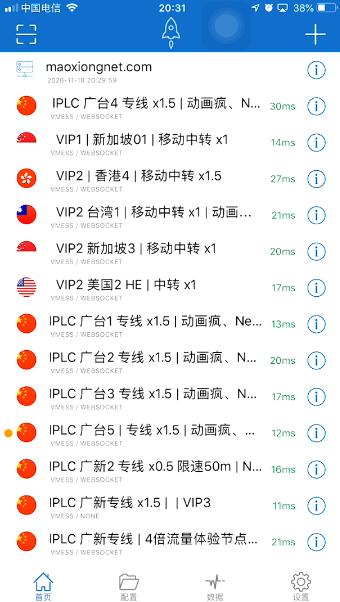 中国电信
20:31
38%
maoxiongnet.com
2020-11-18 20:29:59
IPLC 广台4 专线 x1.5 | 动画疯、N...
30ms
VMESS / WEBSOCKET
VIP1 | 新加坡01 | 移动中转 x1
14ms
VMESS / WEBSOCKET
VIP2 | 香港4 | 移动中转 x1.5
27ms
VMESS / WEBSOCKET
VIP2 台湾1 | 移动中转 x1 | 动画...
21ms
VMESS / WEBSOCKET
VIP2 新加坡3 | 移动中转 x1
20ms
VMESS / WEBSOCKET
VIP2 美国2 HE | 中转 x1
17ms
VMESS / WEBSOCKET
IPLC 广台1 专线 x1.5 | 动画疯、Ne...
13ms
VMESS / WEBSOCKET
IPLC 广台2 专线 x1.5 | 动画疯、N...
20ms
VMESS / WEBSOCKET
IPLC 广台3 专线 x1.5 | 动画疯、N...
17ms
VMESS / WEBSOCKET
IPLC 广台5 | 专线 x1.5 | 动画疯、...
12ms
VMESS / WEBSOCKET
IPLC 广新2 专线 x0.5 限速50m | N...
16ms
VMESS / WEBSOCKET
IPLC 广新专线 x1.5 | | VIP3
11ms
VMESS / NONE
IPLC 广新专线 | 4倍流量体验节点...
21ms
VMESS / WEBSOCKET
首页
配置
数据
设置